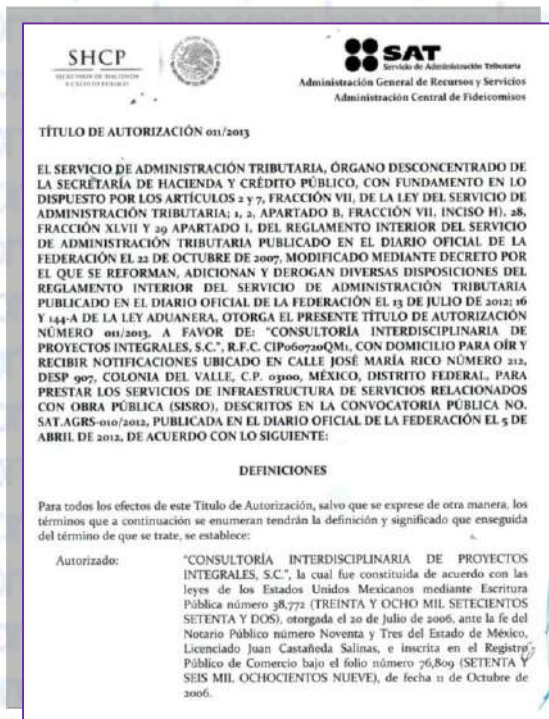 SHCP
SECRETARÍA DE HACIENDA
Y CRÉDITO PÚBLICO
SAT
Servicio de Administración Tributaria
Administración General de Recursos y Servicios
Administración Central de Fideicomisos
TÍTULO DE AUTORIZACIÓN 011/2013
EL SERVICIO DE ADMINISTRACIÓN TRIBUTARIA, ÓRGANO DESCONCENTRADO DE
LA SECRETARÍA DE HACIENDA Y CRÉDITO PÚBLICO, CON FUNDAMENTO EN LO
DISPUESTO POR LOS ARTÍCULOS 2 y 7, FRACCIÓN VII, DE LA LEY DEL SERVICIO DE
ADMINISTRACIÓN TRIBUTARIA; 1, 2, APARTADO B, FRACCIÓN VII, INCISO H), 28,
FRACCIÓN XLVII Y 29 APARTADO I, DEL REGLAMENTO INTERIOR DEL SERVICIO
DE ADMINISTRACIÓN TRIBUTARIA PUBLICADO EN EL DIARIO OFICIAL DE LA
FEDERACIÓN EL 22 DE OCTUBRE DE 2007, MODIFICADO MEDIANTE DECRETO POR
EL QUE SE REFORMAN, ADICIONAN Y DEROGAN DIVERSAS DISPOSICIONES DEL
REGLAMENTO INTERIOR DEL SERVICIO DE ADMINISTRACIÓN TRIBUTARIA
PUBLICADO EN EL DIARIO OFICIAL DE LA FEDERACIÓN EL 13 DE JULIO DE 2012; 16
Y 144-A DE LA LEY ADUANERA, OTORGA EL PRESENTE TÍTULO DE AUTORIZACIÓN
NÚMERO 011/2013, A FAVOR DE: "CONSULTORÍA INTERDISCIPLINARIA DE
PROYECTOS INTEGRALES, S.C.", R.F.C. CIP060720QM1, CON DOMICILIO PARA OÍR Y
RECIBIR NOTIFICACIONES UBICADO EN CALLE JOSÉ MARÍA RICO NÚMERO 212,
DESP 907, COLONIA DEL VALLE, C.P. 03100, MÉXICO, DISTRITO FEDERAL, PARA
PRESTAR LOS SERVICIOS DE INFRAESTRUCTURA DE SERVICIOS RELACIONADOS
CON OBRA PÚBLICA (SISRO), DESCRITOS EN LA CONVOCATORIA PÚBLICA NO.
SAT.AGRS-010/2012, PUBLICADA EN EL DIARIO OFICIAL DE LA FEDERACIÓN EL 5 DE
ABRIL DE 2012, DE ACUERDO CON LO SIGUIENTE:
DEFINICIONES
Para todos los efectos de este Título de Autorización, salvo que se exprese de otra manera, los
términos que a continuación se enumeran tendrán la definición y significado que enseguida
del término de que se trate, se establece:
Autorizado: "CONSULTORÍA INTERDISCIPLINARIA DE PROYECTOS
INTEGRALES, S.C.", la cual fue constituida de acuerdo con las
leyes de los Estados Unidos Mexicanos mediante Escritura
Pública número 38,772 (TREINTA Y OCHO MIL SETECIENTOS
SETENTA Y DOS), otorgada el 20 de Julio de 2006, ante la fe del
Notario Público número Noventa y Tres del Estado de México,
Licenciado Juan Castañeda Salinas, e inscrita en el Registro
Público de Comercio bajo el folio número 76,809 (SETENTA Y
SEIS MIL OCHOCIENTOS NUEVE), de fecha 11 de Octubre de
2006.